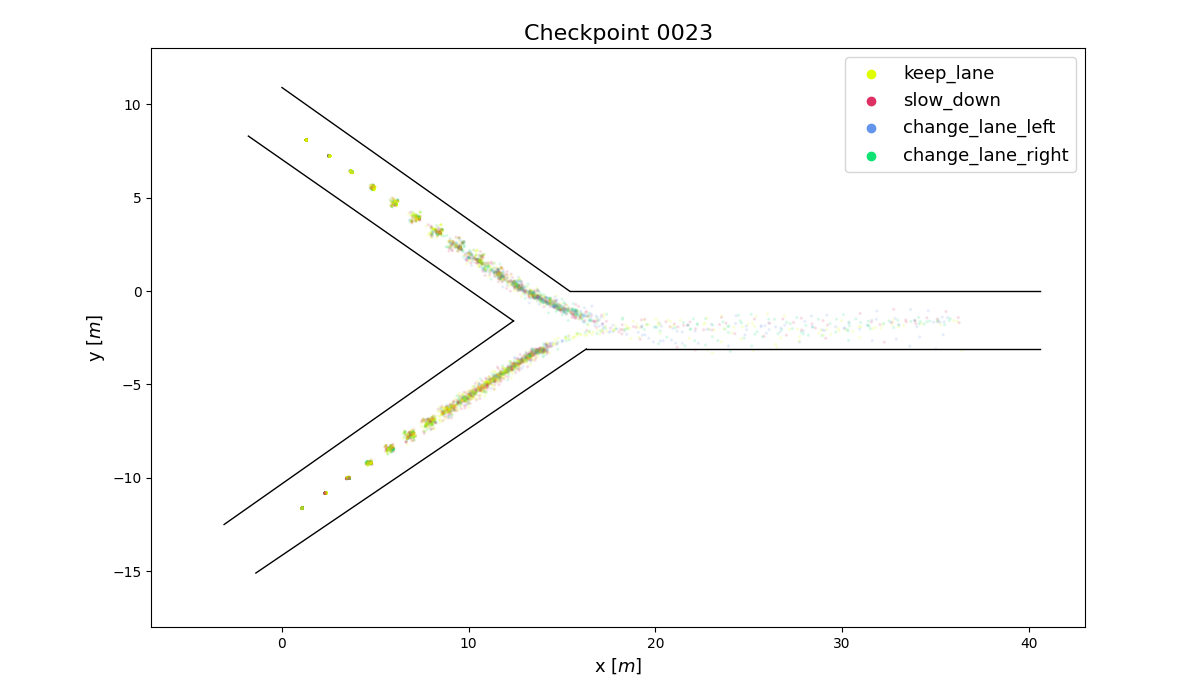 Checkpoint 0023
keep_lane
slow_down
change_lane_left
change_lane_right
10
5
0
−5
−10
−15
y [m]
0
10
20
30
40
x [m]